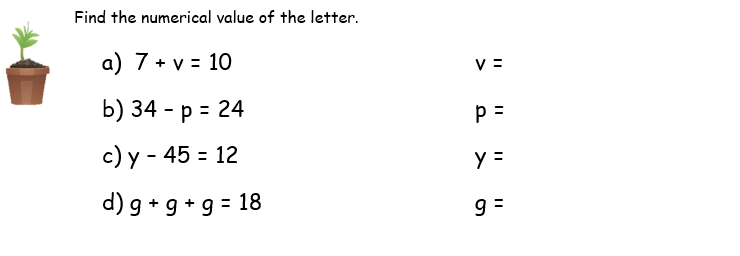 Find the numerical value of the letter.
a) 7 + v = 10 v =
b) 34 – p = 24 p =
c) y – 45 = 12 y =
d) g + g + g = 18 g =